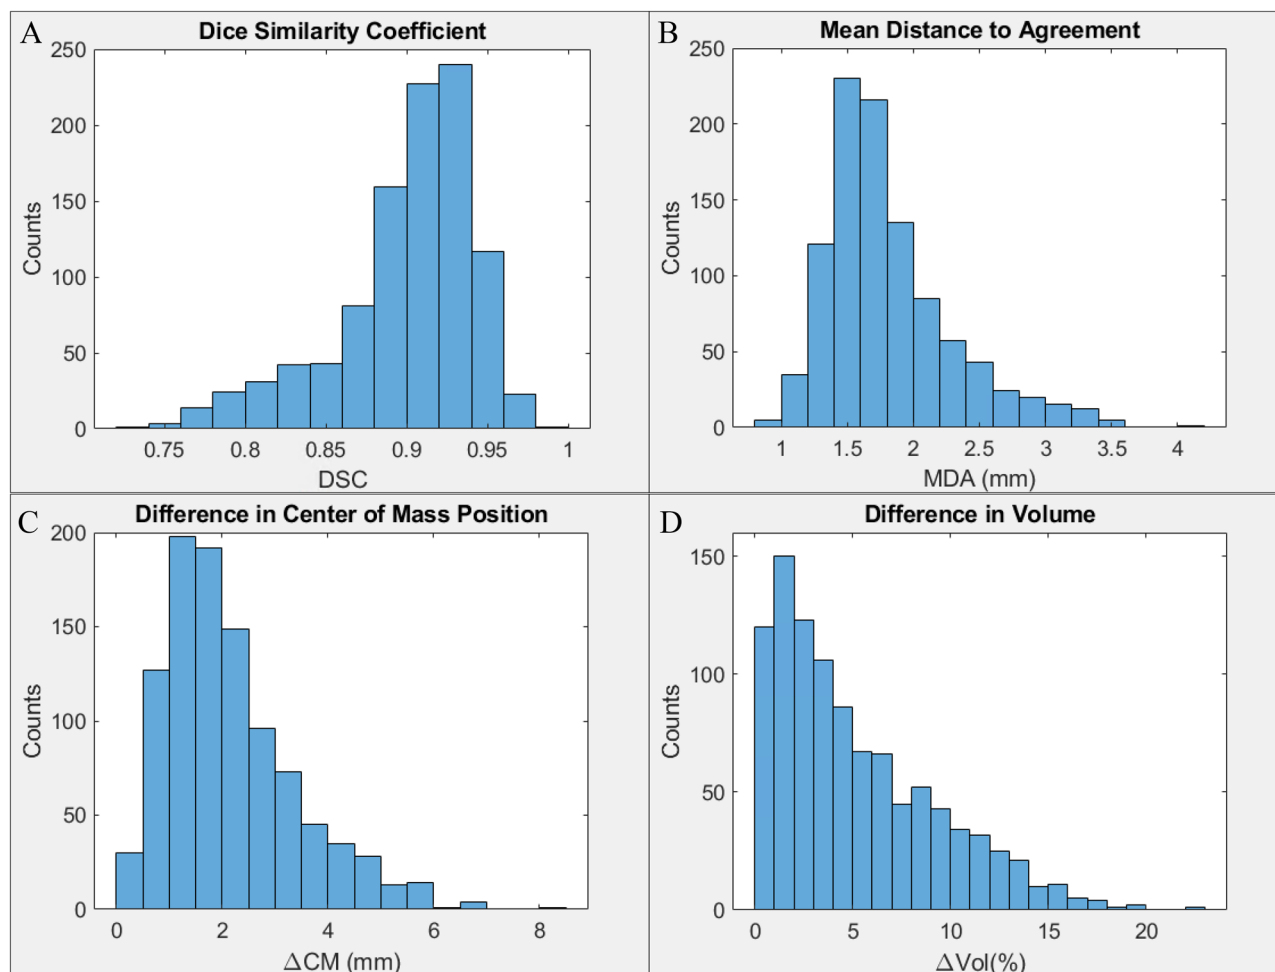 A
Dice Similarity Coefficient
250
200
150
100
50
0
Counts
0.75 0.8 0.85 0.9 0.95 1
DSC
B
Mean Distance to Agreement
250
200
150
100
50
0
Counts
1 1.5 2 2.5 3 3.5 4
MDA (mm)
C
Difference in Center of Mass Position
200
150
100
50
0
Counts
0 2 4 6 8
ΔCM (mm)
D
Difference in Volume
150
100
50
0
Counts
0 5 10 15 20
ΔVol(%)